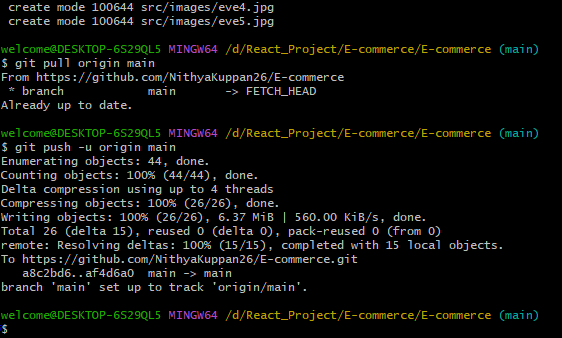 create mode 100644 src/images/eve4.jpg
create mode 100644 src/images/eve5.jpg
welcome@DESKTOP-6S29QL5 MINGW64 /d/React_Project/E-commerce/E-commerce (main)
$ git pull origin main
From https://github.com/NithyaKuppan26/E-commerce
 * branch            main       -> FETCH_HEAD
Already up to date.
welcome@DESKTOP-6S29QL5 MINGW64 /d/React_Project/E-commerce/E-commerce (main)
$ git push -u origin main
Enumerating objects: 44, done.
Counting objects: 100% (44/44), done.
Delta compression using up to 4 threads
Compressing objects: 100% (26/26), done.
Writing objects: 100% (26/26), 6.37 MiB | 560.00 KiB/s, done.
Total 26 (delta 15), reused 0 (delta 0), pack-reused 0 (from 0)
remote: Resolving deltas: 100% (15/15), completed with 15 local objects.
To https://github.com/NithyaKuppan26/E-commerce.git
   a8c2bd6..af4d6a0  main -> main
branch 'main' set up to track 'origin/main'.
welcome@DESKTOP-6S29QL5 MINGW64 /d/React_Project/E-commerce/E-commerce (main)
$